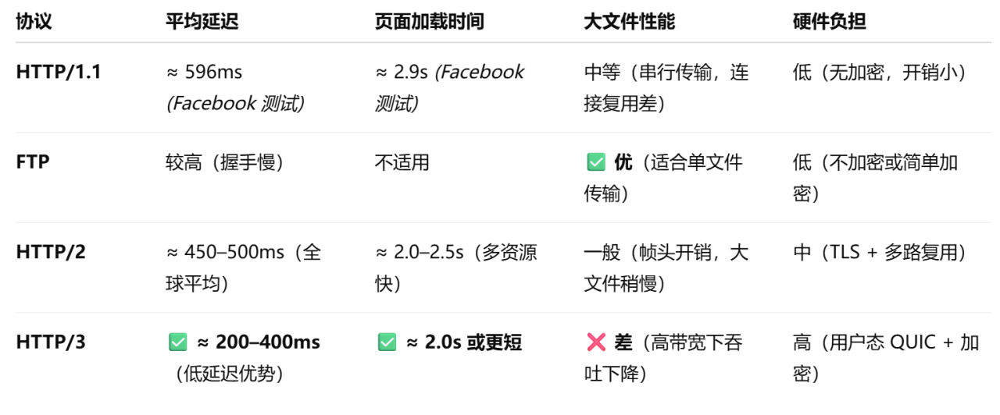 协议 平均延迟 页面加载时间 大文件性能 硬件负担
HTTP/1.1 ≈ 596ms ≈ 2.9s (Facebook 中等（串行传输，连 低（无加密，开销小）
(Facebook 测试) 测试) 接复用差）
FTP 较高（握手慢） 不适用 ✅ 优（适合单文件 低（不加密或简单加
传输） 密）
HTTP/2 ≈ 450–500ms（全 ≈ 2.0–2.5s（多资源 一般（帧头开销，大 中（TLS + 多路复用）
球平均） 快） 文件稍慢）
HTTP/3 ✅ ≈ 200–400ms ✅ ≈ 2.0s 或更短 ❌ 差（高带宽下吞 高（用户态 QUIC + 加
（低延迟优势） 吐下降） 密）